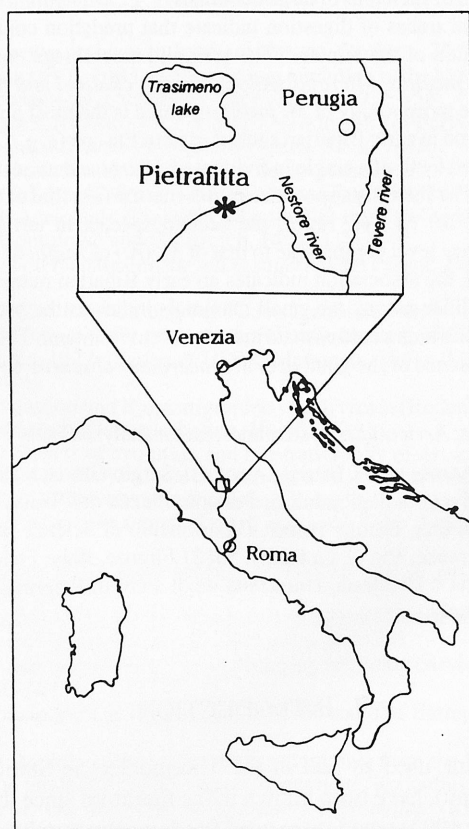 Trasimeno
lake
Perugia
Pietrafitta
Nestore river
Tevere river
Venezia
Roma